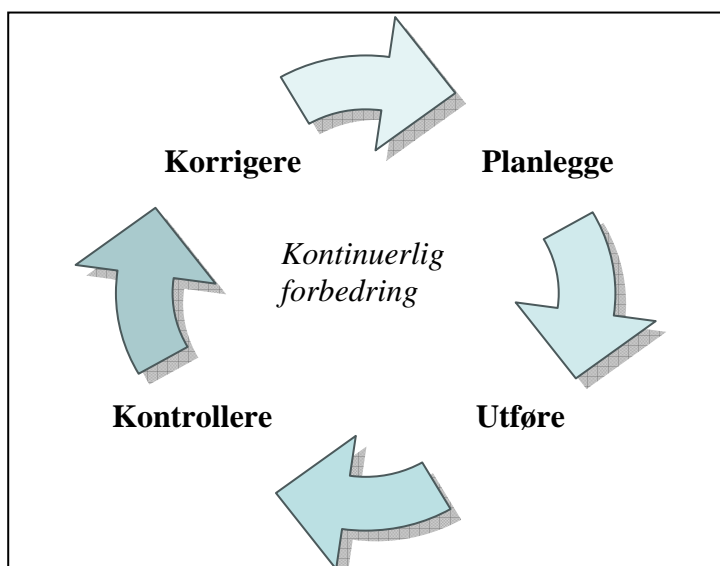 Korrigere
Planlegge
Kontinuerlig
forbedring
Kontrollere
Utføre